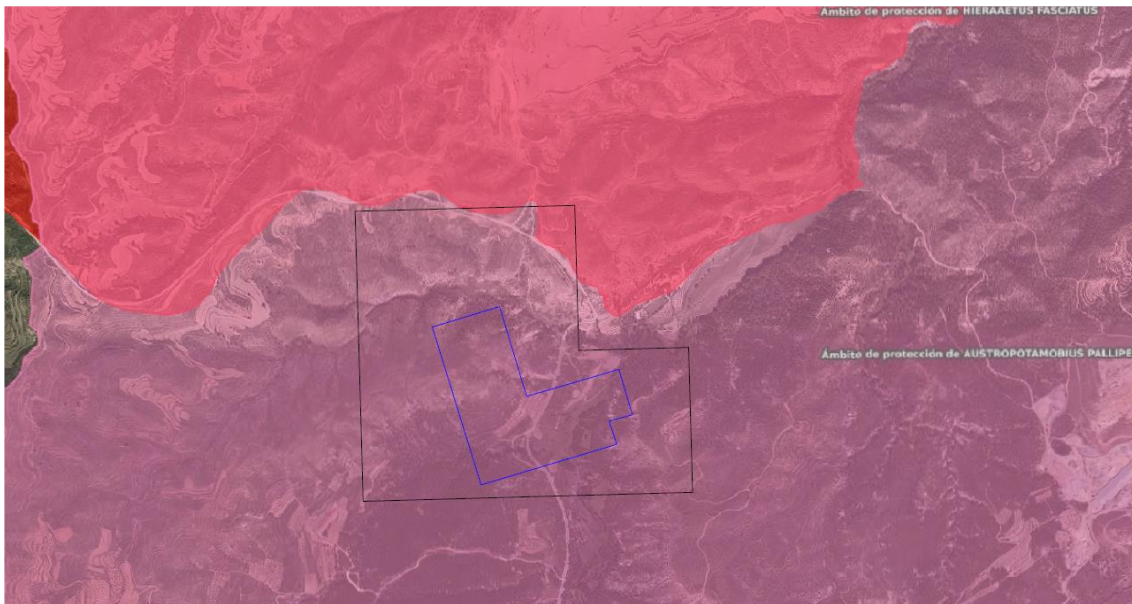 Ámbito de protección de HIERAAETUS FASCIATUS
Ámbito de protección de AUSTROPOTAMOBIUS PALLIPE